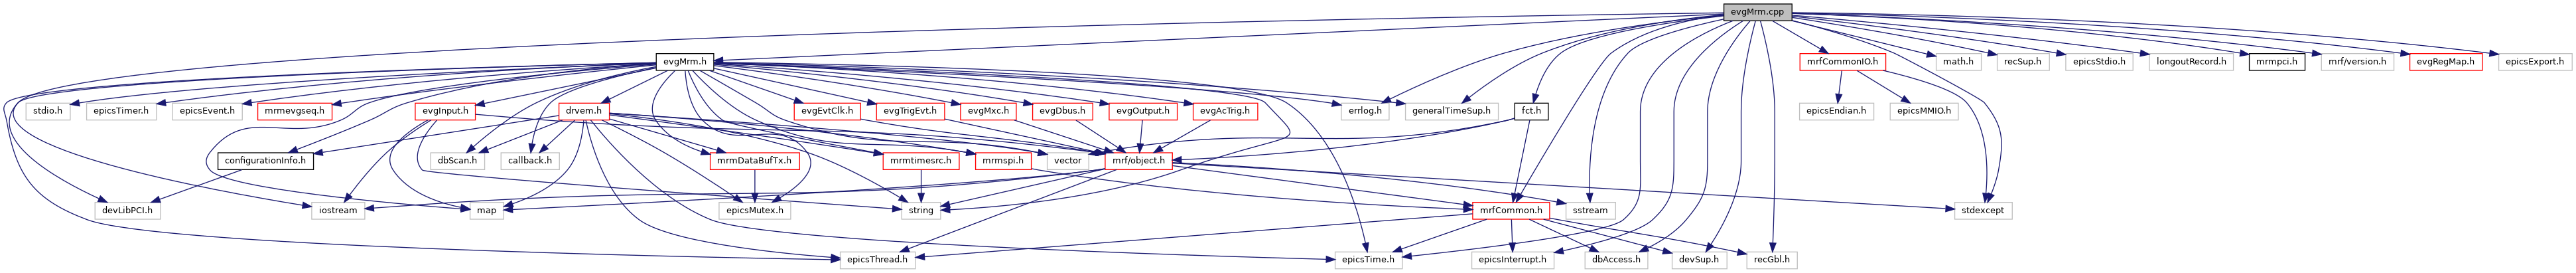 evgMrm.cpp
evgMrm.h
mrfCommonIO.h
math.h
recSup.h
epicsStdio.h
longoutRecord.h
mrmpci.h
mrf/version.h
evgRegMap.h
epicsExport.h
stdio.h
epicsTimer.h
epicsEvent.h
mrmevgseq.h
evgInput.h
drvem.h
evgEvtClk.h
evgTrigEvt.h
evgMxc.h
evgDbus.h
evgOutput.h
evgAcTrig.h
errlog.h
generalTimeSup.h
fct.h
epicsEndian.h
epicsMMIO.h
configurationInfo.h
dbScan.h
callback.h
mrmDataBufTx.h
mrmtimesrc.h
mrmspi.h
vector
mrf/object.h
devLibPCI.h
iostream
map
epicsMutex.h
string
mrfCommon.h
sstream
stdexcept
epicsThread.h
epicsTime.h
epicsInterrupt.h
dbAccess.h
devSup.h
recGbl.h